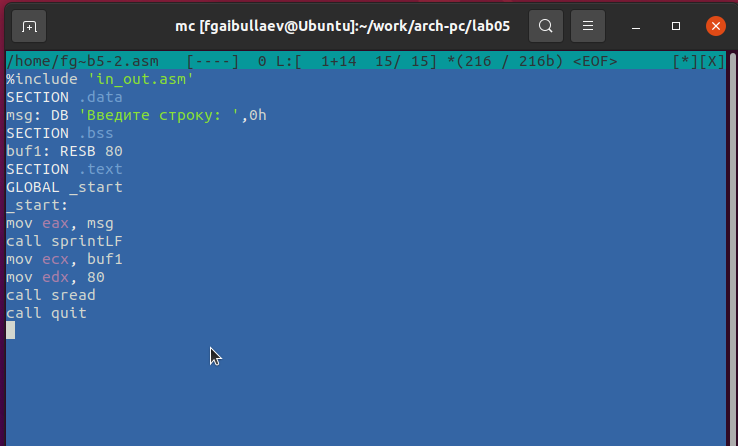 mc [fgaibullaev@Ubuntu]:~/work/arch-pc/lab05
/home/fg~b5-2.asm   [----]  0 L:[  1+14  15/ 15] *(216 / 216b) <EOF>      [*][X]
%include 'in_out.asm'
SECTION .data
msg: DB 'Введите строку: ',0h
SECTION .bss
buf1: RESB 80
SECTION .text
GLOBAL _start
_start:
mov eax, msg
call sprintLF
mov ecx, buf1
mov edx, 80
call sread
call quit